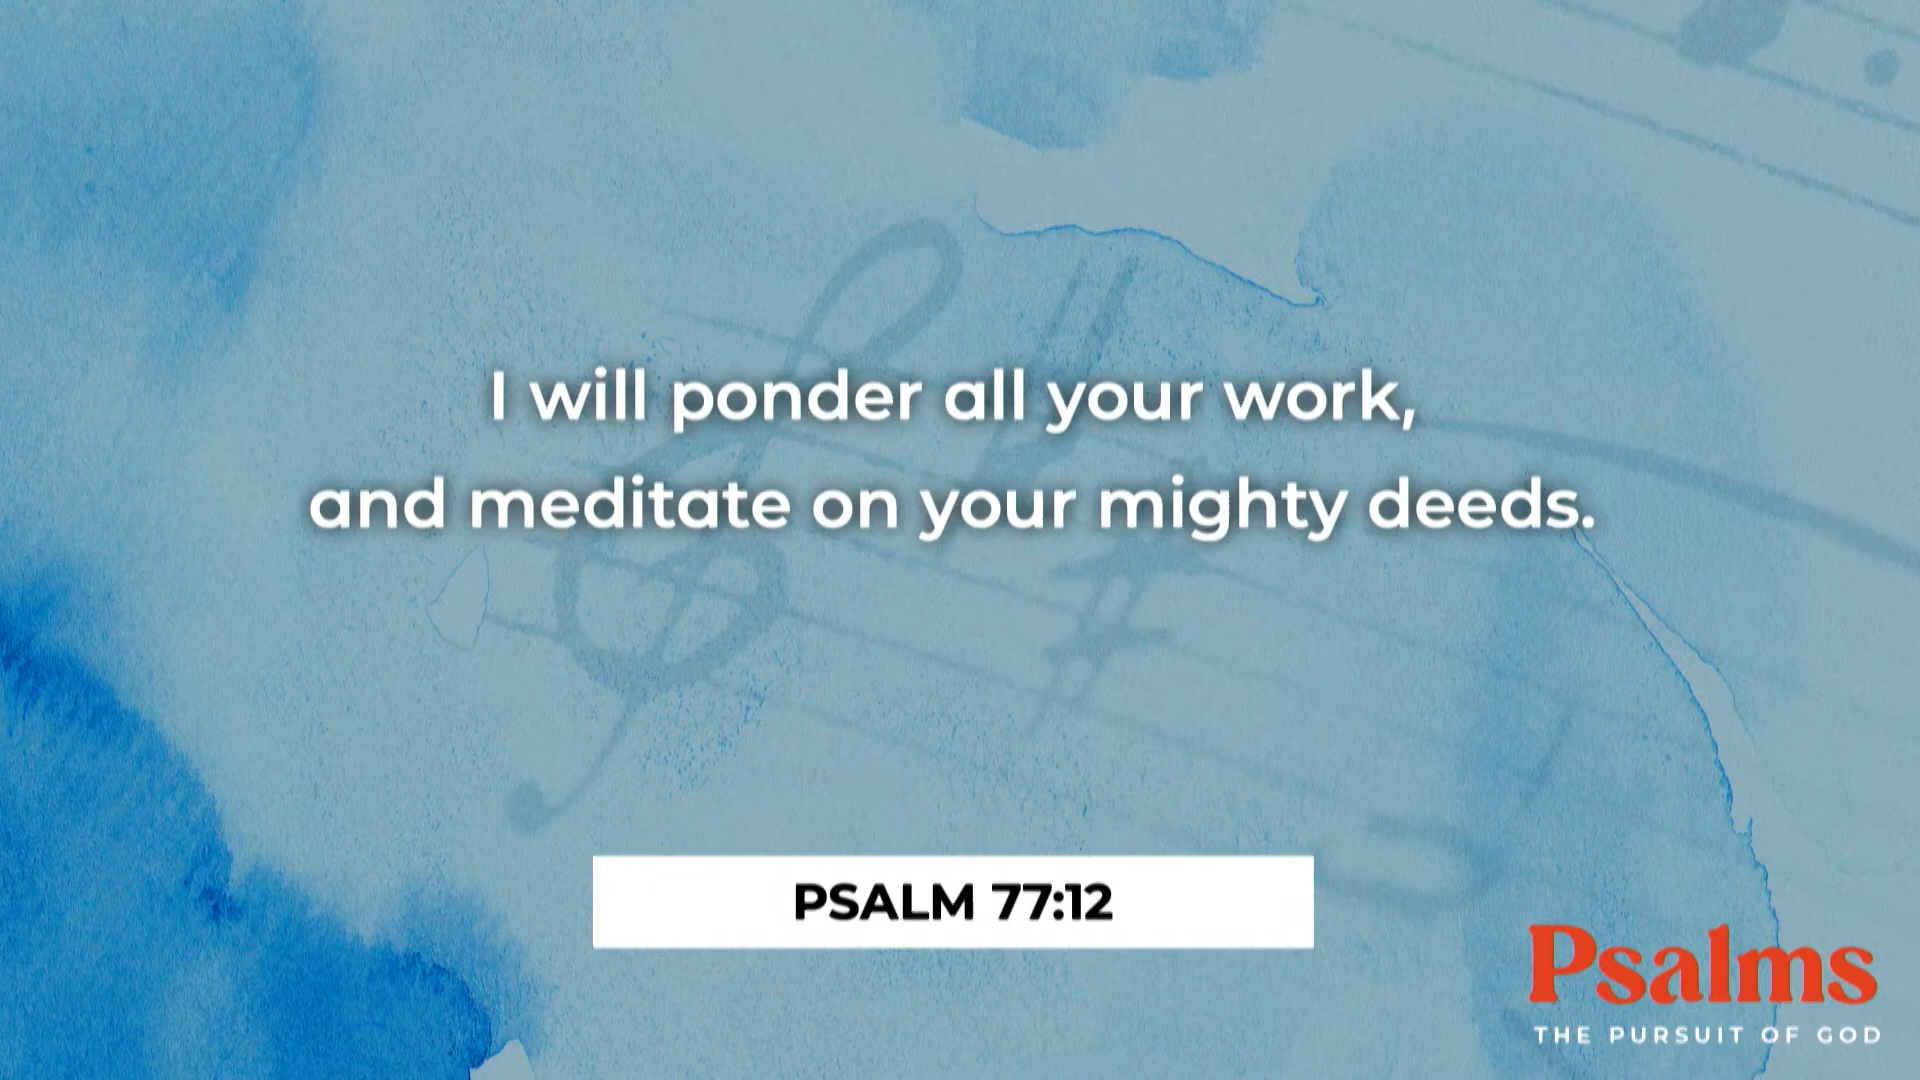 I will ponder all your work,
and meditate on your mighty deeds.
PSALM 77:12
Psalms
THE PURSUIT OF GOD